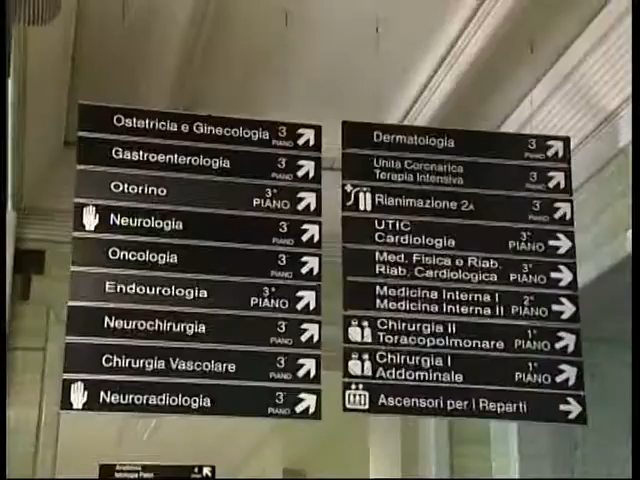 Ostetricia e Ginecologia 3 PIANO
Gastroenterologia 3 PIANO
Otorino 3° PIANO
Neurologia 3 PIANO
Oncologia 3 PIANO
Endourologia 3° PIANO
Neurochirurgia 3 PIANO
Chirurgia Vascolare 3 PIANO
Neuroradiologia 3 PIANO
Dermatologia 3 PIANO
Unità Coronarica
Terapia Intensiva 3 PIANO
Rianimazione 2A 3 PIANO
UTIC
Cardiologia 3° PIANO
Med. Fisica e Riab.
Riab. Cardiologica 3° PIANO
Medicina Interna I
Medicina Interna II 2° PIANO
Chirurgia II
Toracopolmonare 1° PIANO
Chirurgia I
Addominale 1° PIANO
Ascensori per i Reparti